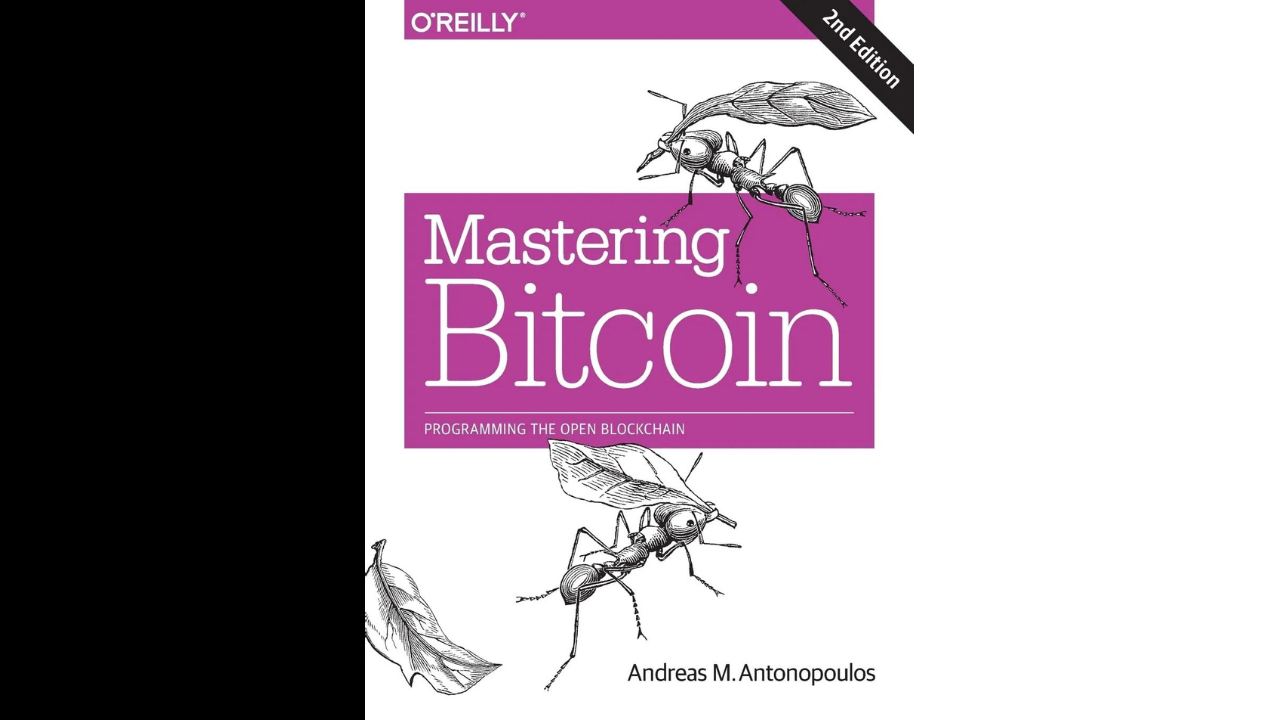 O'REILLY®
2nd Edition
Mastering
Bitcoin
PROGRAMMING THE OPEN BLOCKCHAIN
Andreas M. Antonopoulos